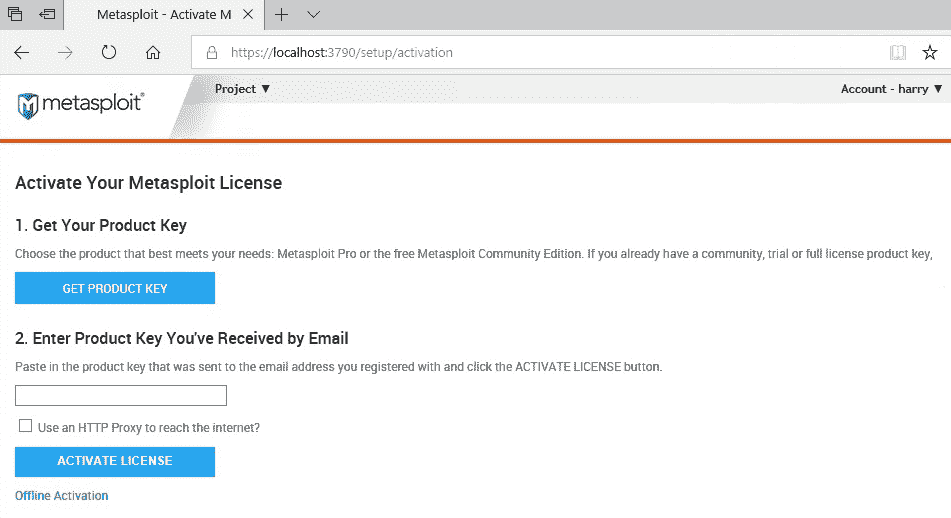 Metasploit - Activate M
https://localhost:3790/setup/activation
metasploit® Project ▼ Account - harry ▼
Activate Your Metasploit License
1. Get Your Product Key
Choose the product that best meets your needs: Metasploit Pro or the free Metasploit Community Edition. If you already have a community, trial or full license product key,
GET PRODUCT KEY
2. Enter Product Key You've Received by Email
Paste in the product key that was sent to the email address you registered with and click the ACTIVATE LICENSE button.
Use an HTTP Proxy to reach the internet?
ACTIVATE LICENSE
Offline Activation